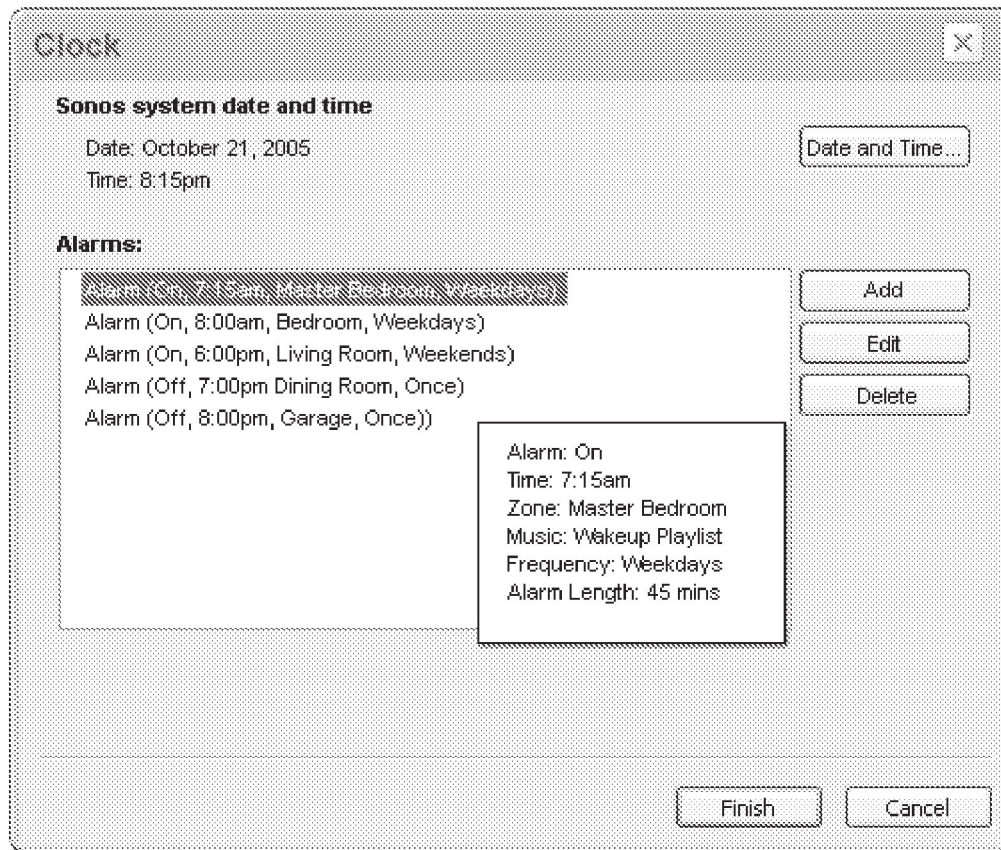 Clock
Sonos system date and time
Date: October 21, 2005
Date and Time...
Time: 8:15pm
Alarms:
Alarm (On, 7:15am, Master Bedroom, Weekdays)
Add
Alarm (On, 8:00am, Bedroom, Weekdays)
Edit
Alarm (On, 6:00pm, Living Room, Weekends)
Alarm (Off, 7:00pm Dining Room, Once)
Delete
Alarm (Off, 8:00pm, Garage, Once))
Alarm: On
Time: 7:15am
Zone: Master Bedroom
Music: Wakeup Playlist
Frequency: Weekdays
Alarm Length: 45 mins
Finish
Cancel